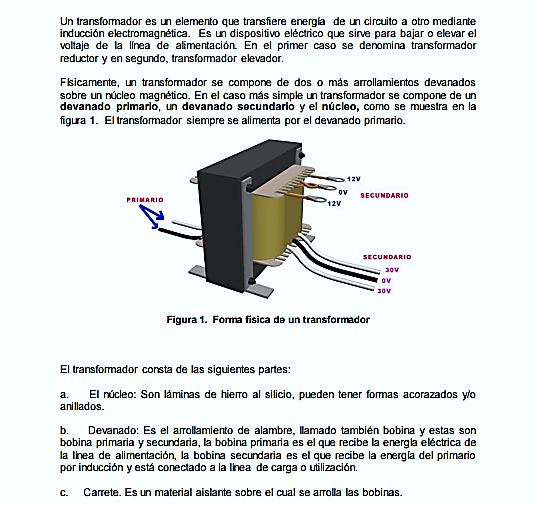 Un transformador es un elemento que transfiere energía de un circuito a otro mediante
inducción electromagnética. Es un dispositivo eléctrico que sirve para bajar o elevar el
voltaje de la línea de alimentación. En el primer caso se denomina transformador
reductor y en segundo, transformador elevador.
Físicamente, un transformador se compone de dos o más arrollamientos devanados
sobre un núcleo magnético. En el caso más simple un transformador se compone de un
devanado primario, un devanado secundario y el núcleo, como se muestra en la
figura 1. El transformador siempre se alimenta por el devanado primario.
12V
0V
12V
SECUNDARIO
PRIMARIO
SECUNDARIO
30V
0V
30V
Figura 1. Forma física de un transformador
El transformador consta de las siguientes partes:
a. El núcleo: Son láminas de hierro al silicio, pueden tener formas acorazados y/o
anillados.
b. Devanado: Es el arrollamiento de alambre, llamado también bobina y estas son
bobina primaria y secundaria, la bobina primaria es el que recibe la energía eléctrica de
la línea de alimentación, la bobina secundaria es el que recibe la energía del primario
por inducción y está conectado a la línea de carga o utilización.
c. Carrete. Es un material aislante sobre el cual se arrolla las bobinas.